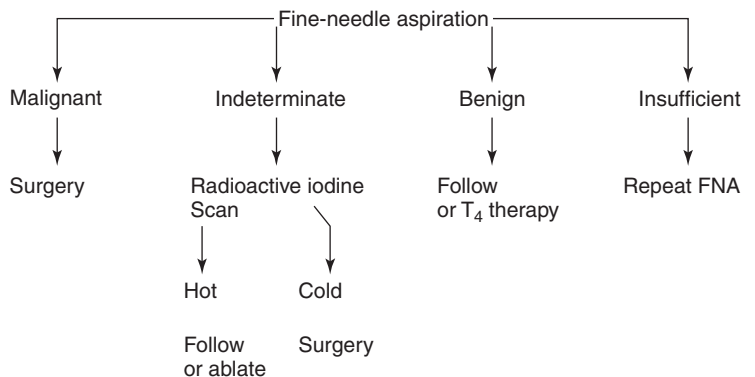 Fine-needle aspiration
Malignant Indeterminate Benign Insufficient
Surgery Radioactive iodine Follow Repeat FNA
Scan or T₄ therapy
Hot Cold
Follow Surgery
or ablate